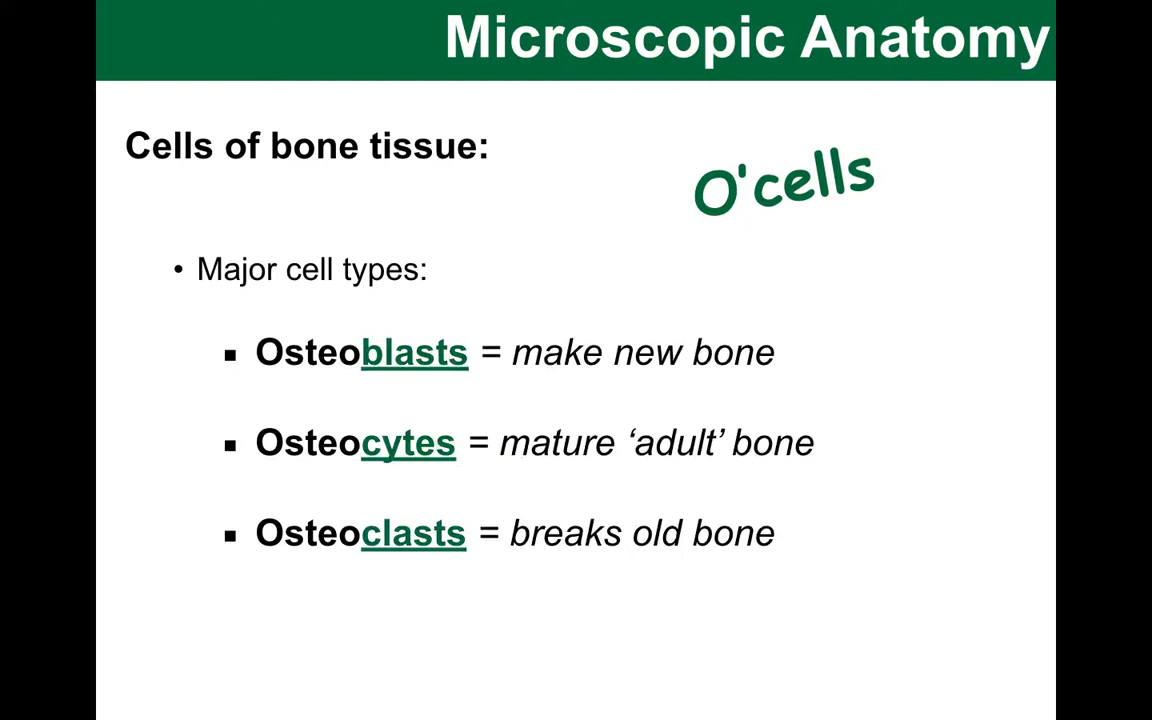 Microscopic Anatomy
Cells of bone tissue:
O'cells
• Major cell types:
▪ Osteoblasts = make new bone
▪ Osteocytes = mature ‘adult’ bone
▪ Osteoclasts = breaks old bone